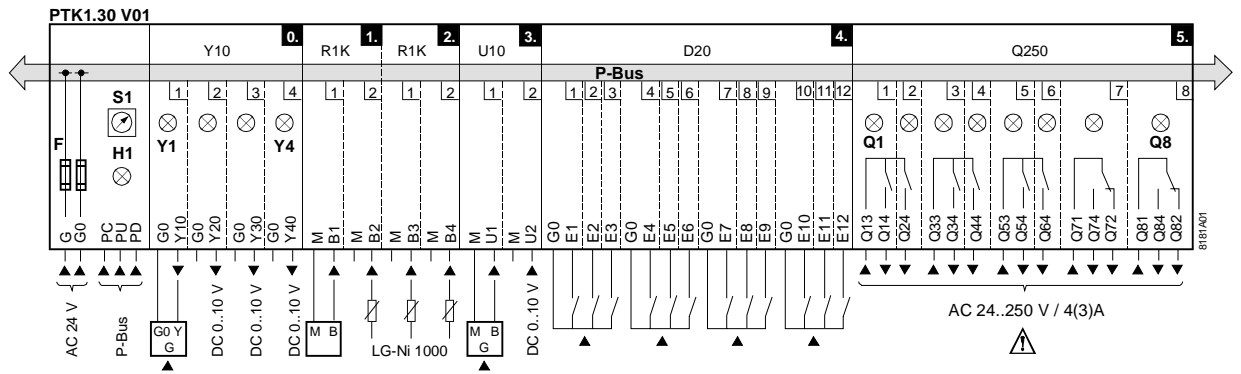 PTK1.30 V01
Y10 0. R1K 1. R1K 2. U10 3. D20 4. Q250 5.
P-Bus
1 2 3 4 1 2 1 2 1 2 1 2 3 4 5 6 7 8 9 10 11 12 1 2 3 4 5 6 7 8
S1
F Y1 Y4 Q1 Q8
H1
G G0 PC PU PD G0 Y10 G0 Y20 G0 Y30 G0 Y40 M B1 M B2 M B3 M B4 M U1 M U2 G0 E1 E2 E3 G0 E4 E5 E6 G0 E7 E8 E9 G0 E10 E11 E12 Q13 Q14 Q24 Q33 Q34 Q44 Q53 Q54 Q64 Q71 Q74 Q72 Q81 Q84 Q82
8181A01
AC 24 V P-Bus G0 Y G DC 0..10 V DC 0..10 V DC 0..10 V M B LG-Ni 1000 M B G DC 0..10 V AC 24..250 V / 4(3)A